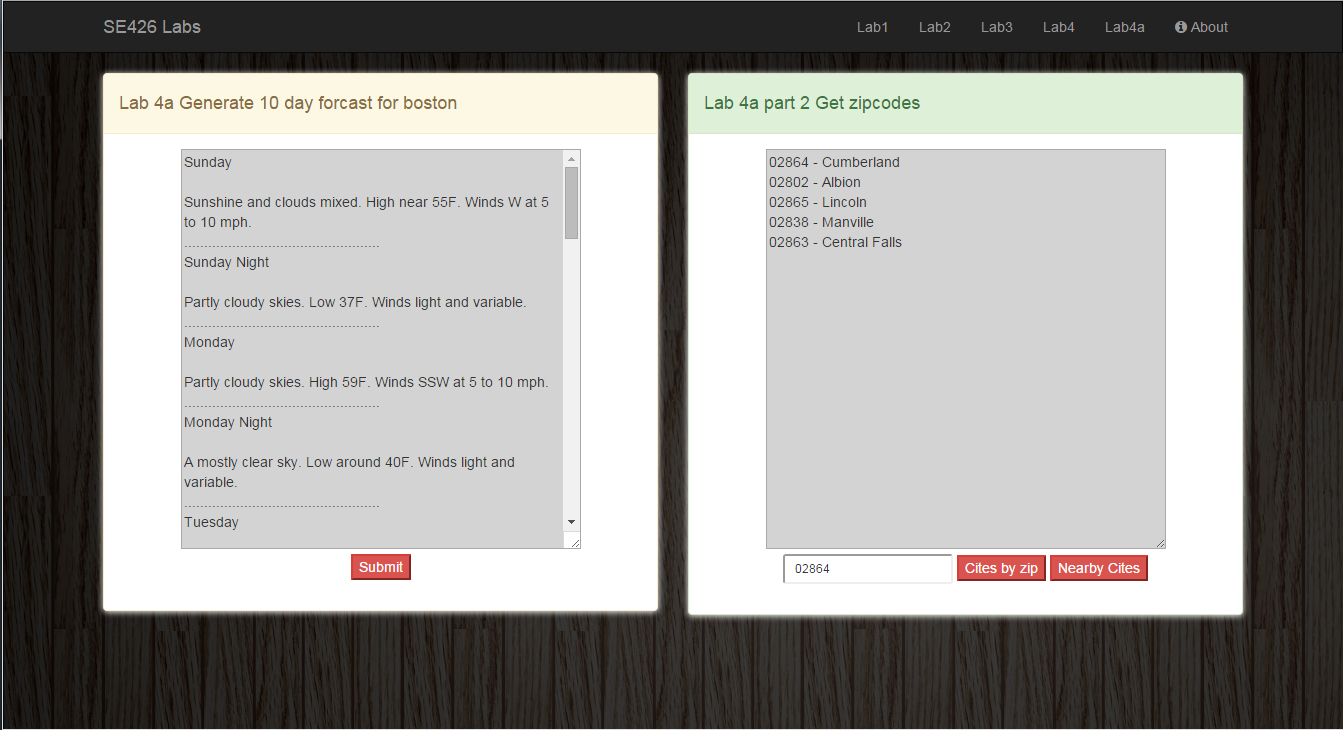 SE426 Labs
Lab1 Lab2 Lab3 Lab4 Lab4a About
Lab 4a Generate 10 day forcast for boston
Sunday
Sunshine and clouds mixed. High near 55F. Winds W at 5
to 10 mph.
Sunday Night
Partly cloudy skies. Low 37F. Winds light and variable.
Monday
Partly cloudy skies. High 59F. Winds SSW at 5 to 10 mph.
Monday Night
A mostly clear sky. Low around 40F. Winds light and
variable.
Tuesday
Submit
Lab 4a part 2 Get zipcodes
02864 - Cumberland
02802 - Albion
02865 - Lincoln
02838 - Manville
02863 - Central Falls
02864 Cites by zip Nearby Cites